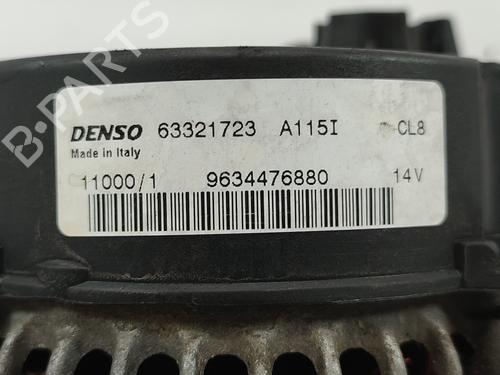 DENSO 63321723 A115I CL8
Made in Italy
11000/1 9634476880 14V
B-PARTS